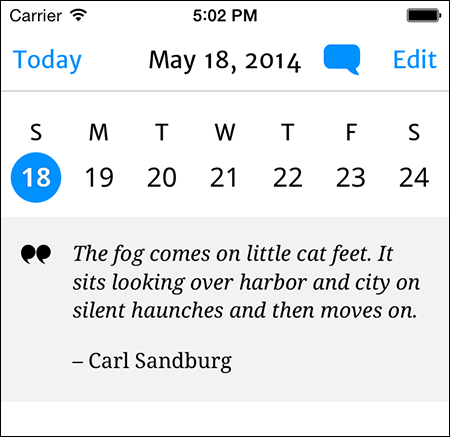 Carrier 5:02 PM
Today May 18, 2014 Edit
S M T W T F S
18 19 20 21 22 23 24
❞ The fog comes on little cat feet. It
sits looking over harbor and city on
silent haunches and then moves on.
– Carl Sandburg